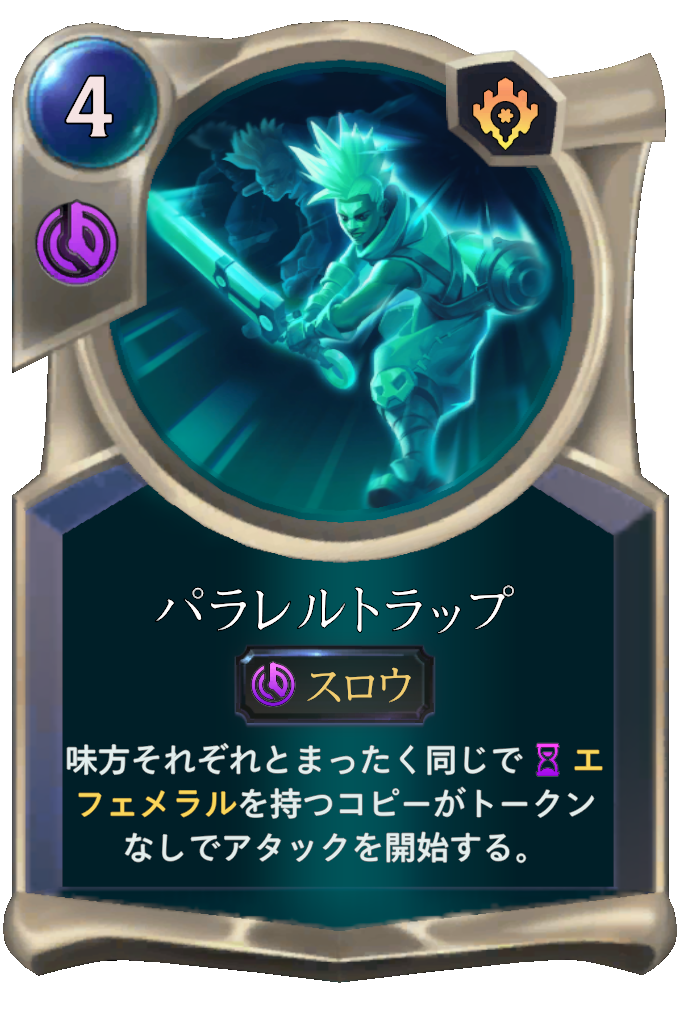 4
パラレルトラップ
スロウ
味方それぞれとまったく同じで エ
フェメラルを持つコピーがトークン
なしでアタックを開始する。